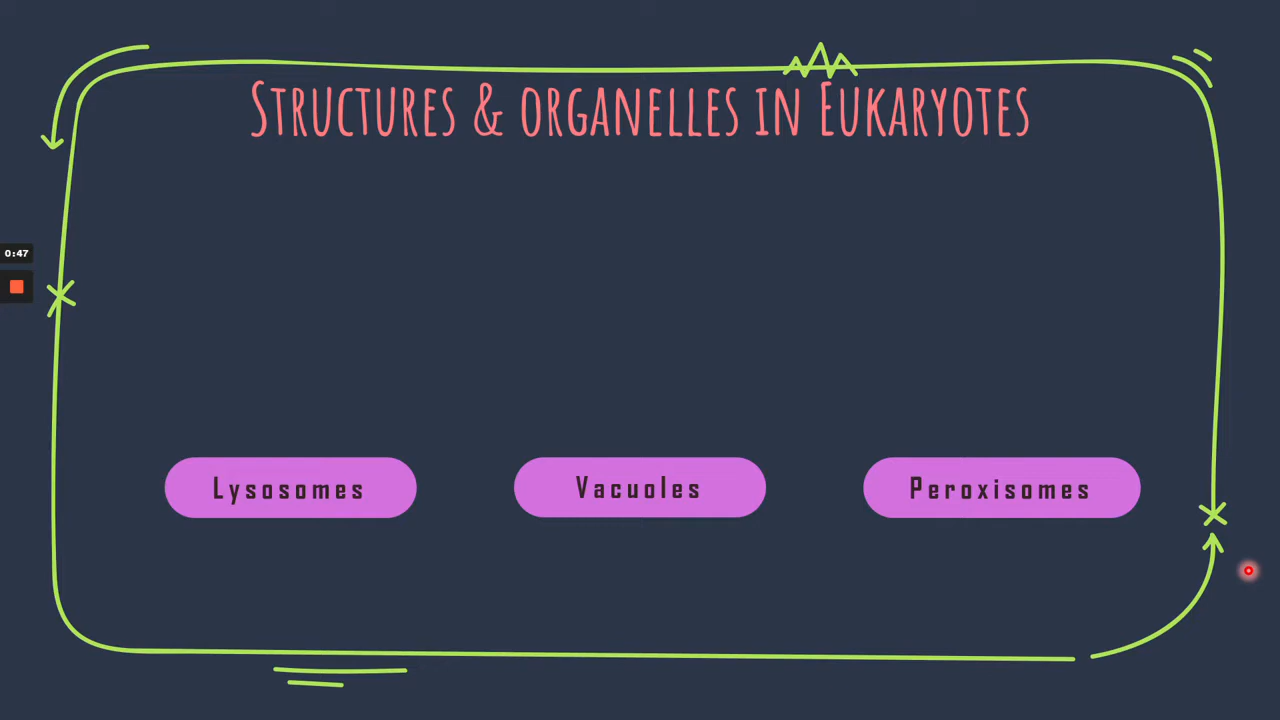 Structures & organelles in Eukaryotes
0:47
Lysosomes
Vacuoles
Peroxisomes